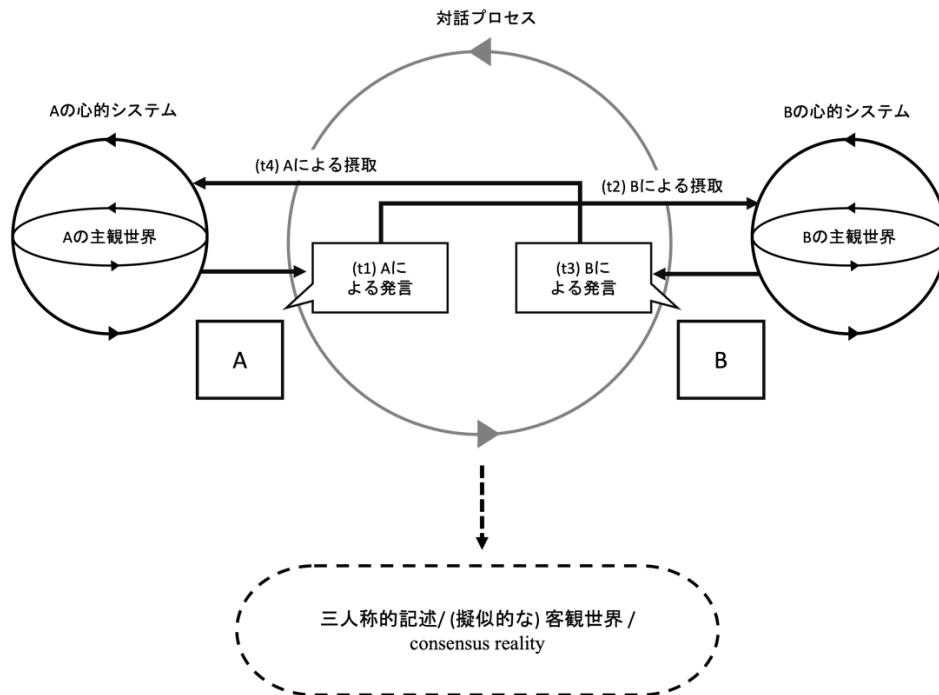 対話プロセス
Aの心的システム
Bの心的システム
(t4) Aによる摂取
(t2) Bによる摂取
Aの主観世界
Bの主観世界
(t1) Aに
よる発言
(t3) Bに
よる発言
A
B
三人称的記述/ (擬似的な) 客観世界 /
consensus reality